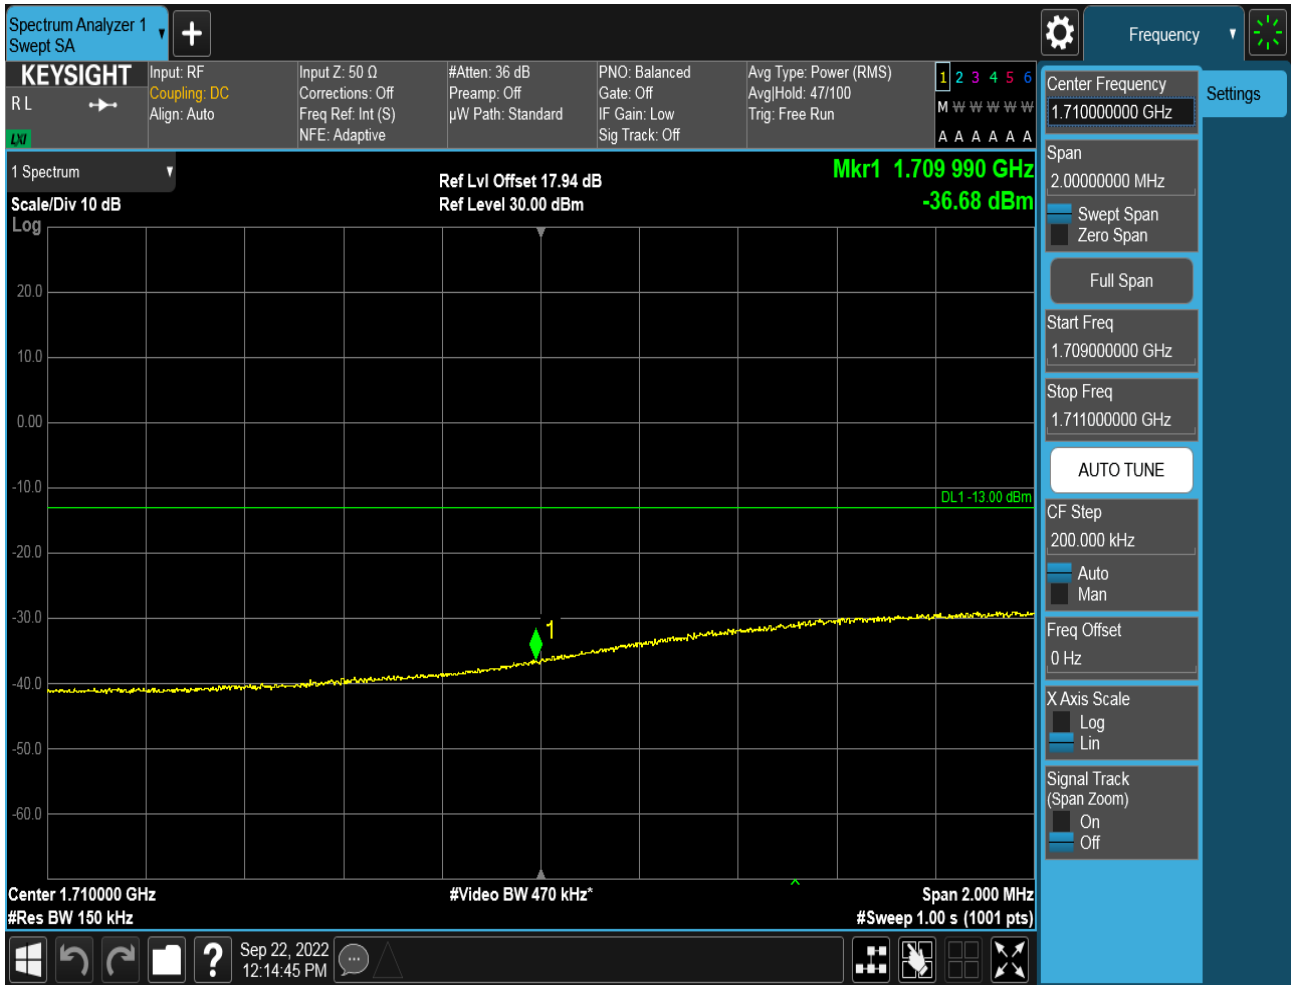 Spectrum Analyzer 1
Swept SA
Frequency
KEYSIGHT
R L
LXI
Input: RF
Coupling: DC
Align: Auto
Input Z: 50 Ω
Corrections: Off
Freq Ref: Int (S)
NFE: Adaptive
#Atten: 36 dB
Preamp: Off
µW Path: Standard
PNO: Balanced
Gate: Off
IF Gain: Low
Sig Track: Off
Avg Type: Power (RMS)
Avg|Hold: 47/100
Trig: Free Run
1 2 3 4 5 6
M W W W W W
A A A A A A
1 Spectrum
Scale/Div 10 dB
Log
Ref Lvl Offset 17.94 dB
Ref Level 30.00 dBm
Mkr1 1.709 990 GHz
-36.68 dBm
20.0
10.0
0.00
-10.0
DL1 -13.00 dBm
-20.0
-30.0
1
-40.0
-50.0
-60.0
Center 1.710000 GHz
#Video BW 470 kHz*
Span 2.000 MHz
#Res BW 150 kHz
#Sweep 1.00 s (1001 pts)
Sep 22, 2022
12:14:45 PM
Center Frequency
1.710000000 GHz
Settings
Span
2.00000000 MHz
Swept Span
Zero Span
Full Span
Start Freq
1.709000000 GHz
Stop Freq
1.711000000 GHz
AUTO TUNE
CF Step
200.000 kHz
Auto
Man
Freq Offset
0 Hz
X Axis Scale
Log
Lin
Signal Track
(Span Zoom)
On
Off